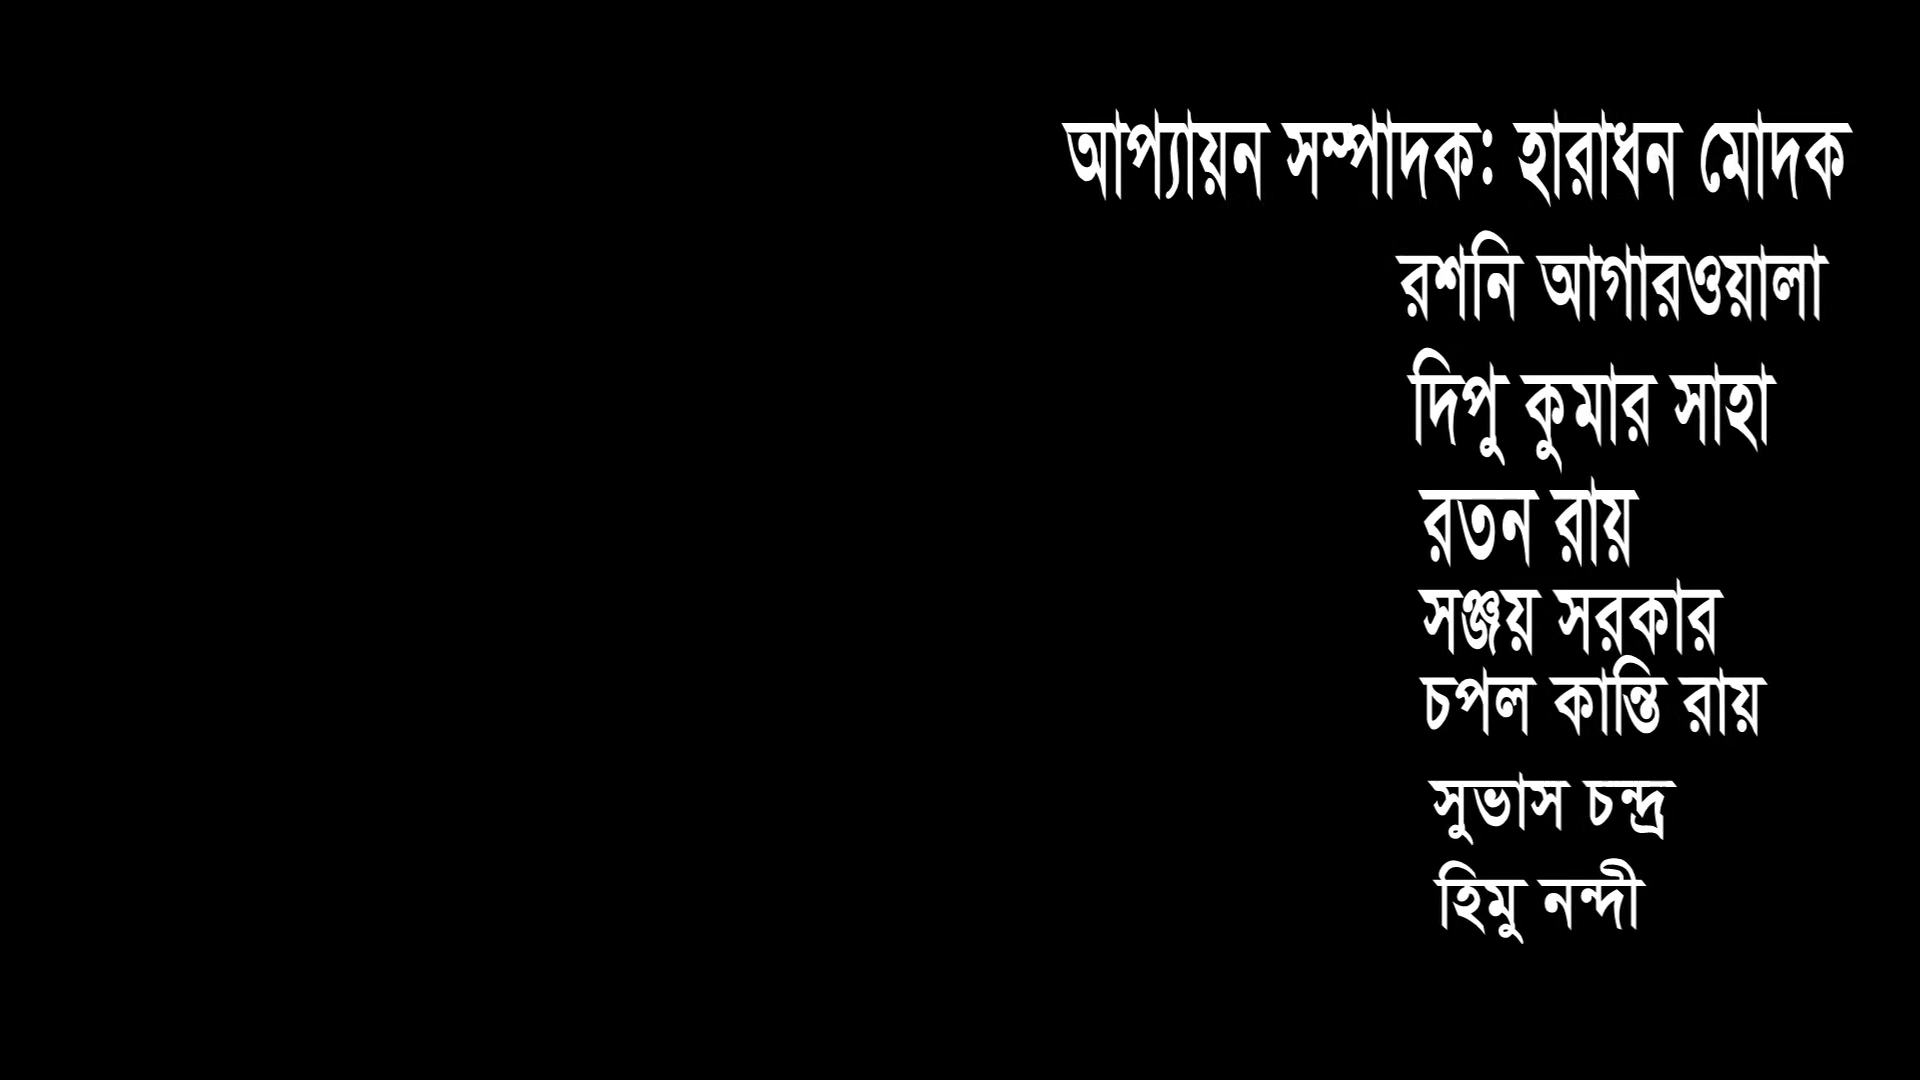 আপ্যায়ন সম্পাদক: হারাধন মোদক
রশনি আগারওয়ালা
দিপু কুমার সাহা
রতন রায়
সঞ্জয় সরকার
চপল কান্তি রায়
সুভাস চন্দ্র
হিমু নন্দী